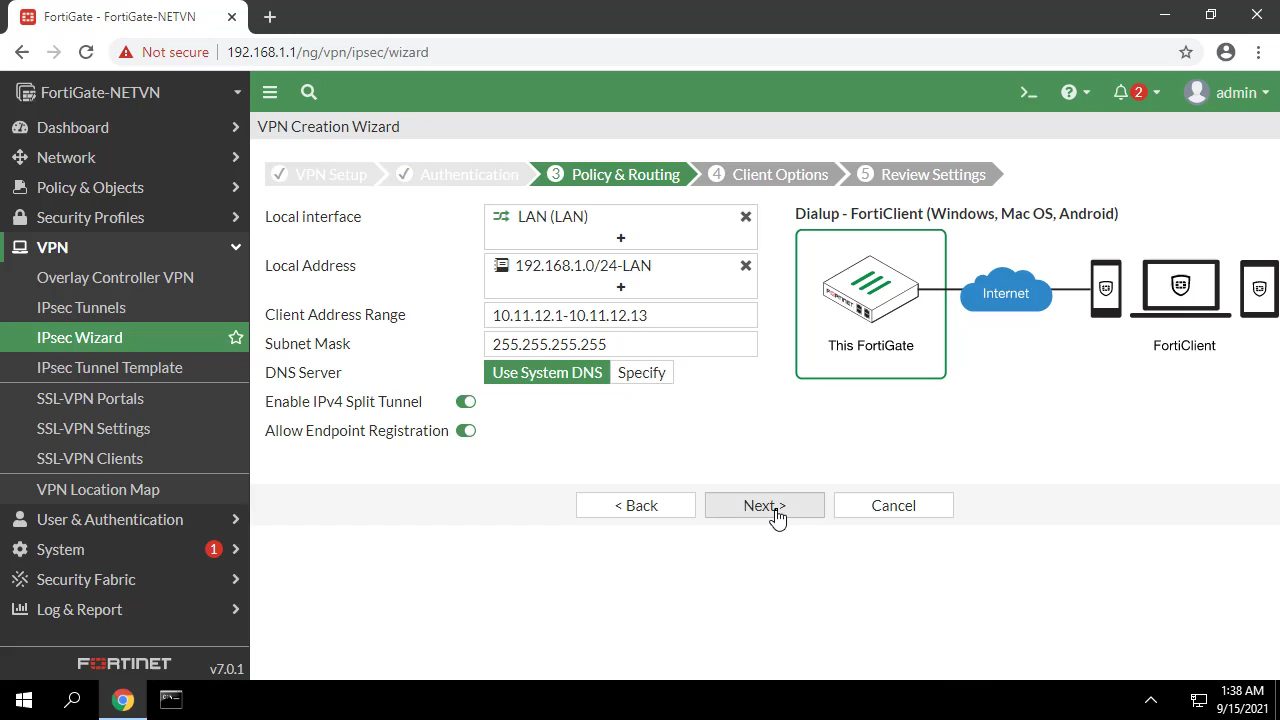 FortiGate - FortiGate-NETVN
Not secure
192.168.1.1/ng/vpn/ipsec/wizard
FortiGate-NETVN
2
admin
Dashboard
Network
Policy & Objects
Security Profiles
VPN
Overlay Controller VPN
IPsec Tunnels
IPsec Wizard
IPsec Tunnel Template
SSL-VPN Portals
SSL-VPN Settings
SSL-VPN Clients
VPN Location Map
User & Authentication
System
1
Security Fabric
Log & Report
FORTINET
v7.0.1
VPN Creation Wizard
VPN Setup
Authentication
3 Policy & Routing
4 Client Options
5 Review Settings
Local interface
LAN (LAN)
Local Address
192.168.1.0/24-LAN
Client Address Range
10.11.12.1-10.11.12.13
Subnet Mask
255.255.255.255
DNS Server
Use System DNS
Specify
Enable IPv4 Split Tunnel
Allow Endpoint Registration
Dialup - FortiClient (Windows, Mac OS, Android)
FORTINET
This FortiGate
Internet
FortiClient
< Back
Next >
Cancel
1:38 AM
9/15/2021